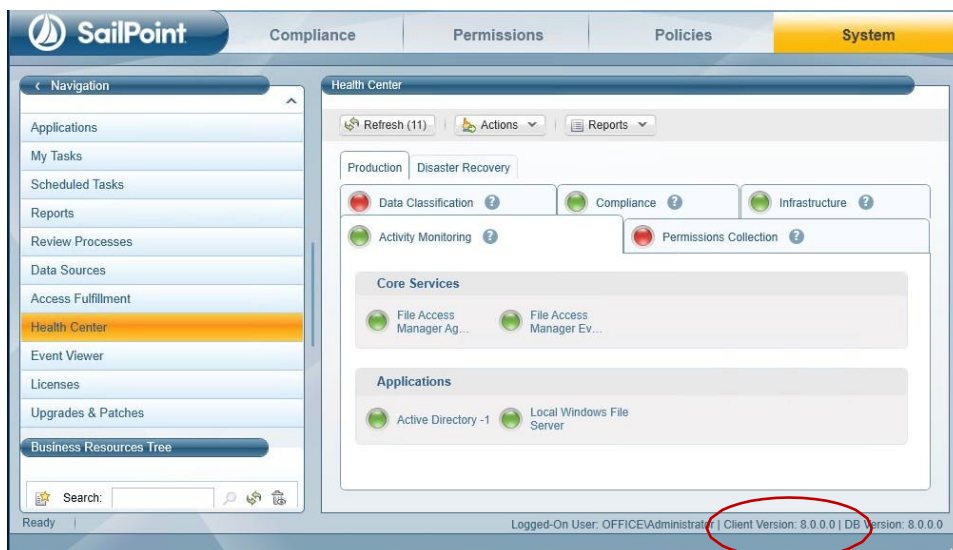 SailPoint
Compliance
Permissions
Policies
System
Navigation
Applications
My Tasks
Scheduled Tasks
Reports
Review Processes
Data Sources
Access Fulfillment
Health Center
Event Viewer
Licenses
Upgrades & Patches
Business Resources Tree
Search:
Health Center
Refresh (11)
Actions
Reports
Production
Disaster Recovery
Data Classification ?
Compliance ?
Infrastructure ?
Activity Monitoring ?
Permissions Collection ?
Core Services
File Access
Manager Ag...
File Access
Manager Ev...
Applications
Active Directory -1
Local Windows File
Server
Ready
Logged-On User: OFFICE\Administrator | Client Version: 8.0.0.0 | DB Version: 8.0.0.0